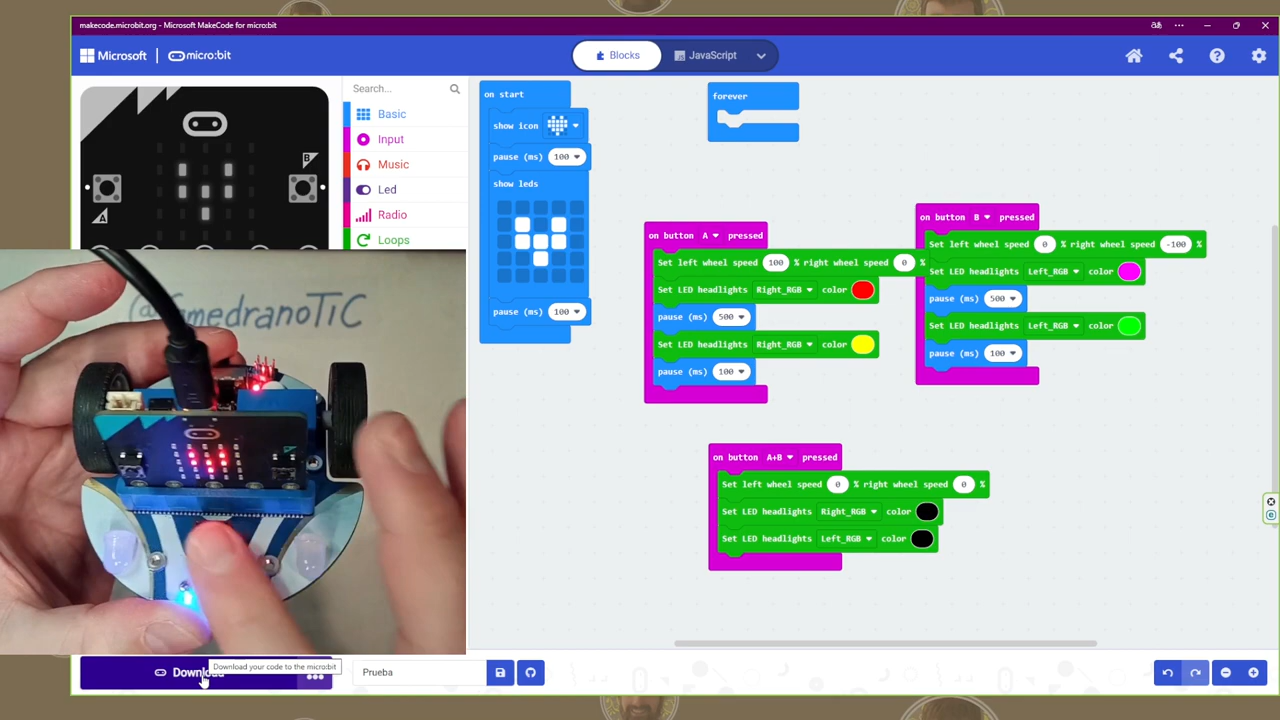 makecode.microbit.org - Microsoft MakeCode for micro:bit
Microsoft | micro:bit
Blocks
JavaScript
Search...
Basic
Input
Music
Led
Radio
Loops
on start
show icon
pause (ms) 100
show leds
pause (ms) 100
forever
on button A pressed
Set left wheel speed 100 % right wheel speed 0 %
Set LED headlights Right_RGB color
pause (ms) 500
Set LED headlights Right_RGB color
pause (ms) 100
on button B pressed
Set left wheel speed 0 % right wheel speed -100 %
Set LED headlights Left_RGB color
pause (ms) 500
Set LED headlights Left_RGB color
pause (ms) 100
on button A+B pressed
Set left wheel speed 0 % right wheel speed 0 %
Set LED headlights Right_RGB color
Set LED headlights Left_RGB color
A
B
Download
Download your code to the micro:bit
Prueba